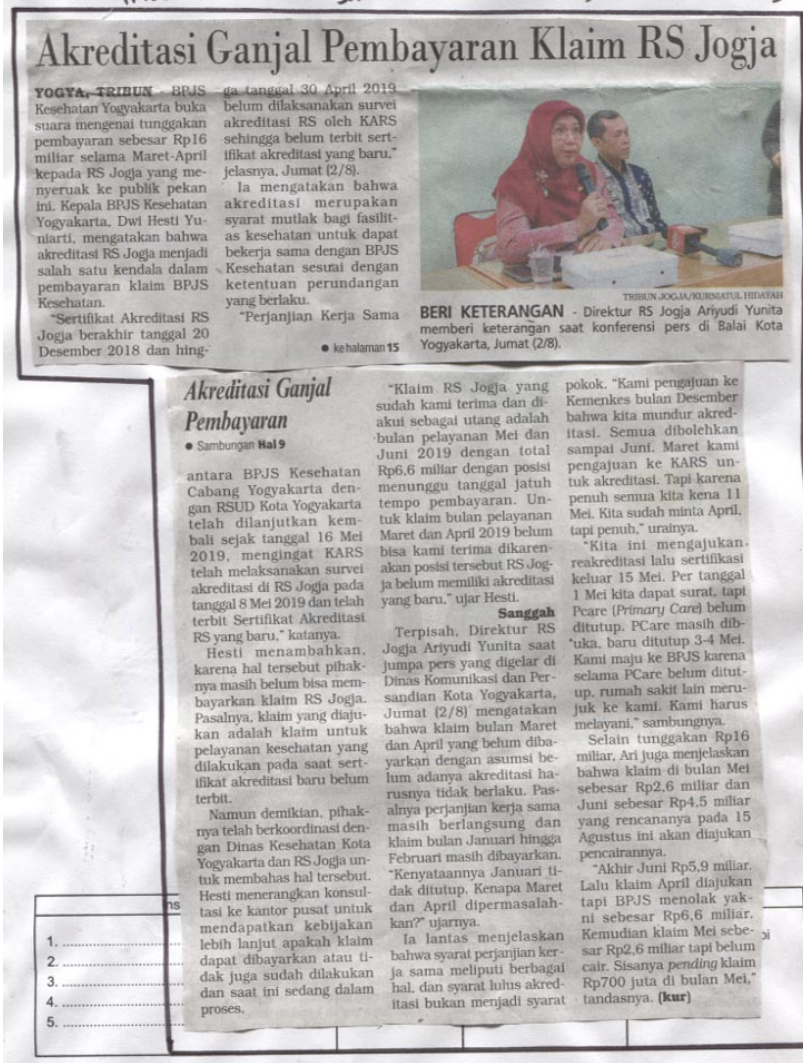 Akreditasi Ganjal Pembayaran Klaim RS Jogja
YOGYA, TRIBUN - BPJS
Kesehatan Yogyakarta buka
suara mengenai tunggakan
pembayaran sebesar Rp16
miliar selama Maret-April
kepada RS Jogja yang me-
nyeruak ke publik pekan
ini. Kepala BPJS Kesehatan
Yogyakarta, Dwi Hesti Yu-
niarti, mengatakan bahwa
akreditasi RS Jogja menjadi
salah satu kendala dalam
pembayaran klaim BPJS
Kesehatan.
"Sertifikat Akreditasi RS
Jogja berakhir tanggal 20
Desember 2018 dan hing-
ga tanggal 30 April 2019
belum dilaksanakan survei
akreditasi RS oleh KARS
sehingga belum terbit sert-
ifikat akreditasi yang baru,"
jelasnya, Jumat (2/8).
Ia mengatakan bahwa
akreditasi merupakan
syarat mutlak bagi fasilit-
as kesehatan untuk dapat
bekerja sama dengan BPJS
Kesehatan sesuai dengan
ketentuan perundangan
yang berlaku.
"Perjanjian Kerja Sama
● ke halaman 15
TRIBUN JOGJA/KURNIATUL HIDAYAH
BERI KETERANGAN - Direktur RS Jogja Ariyudi Yunita
memberi keterangan saat konferensi pers di Balai Kota
Yogyakarta, Jumat (2/8).
Akreditasi Ganjal
Pembayaran
● Sambungan Hal 9
antara BPJS Kesehatan
Cabang Yogyakarta den-
gan RSUD Kota Yogyakarta
telah dilanjutkan kem-
bali sejak tanggal 16 Mei
2019, mengingat KARS
telah melaksanakan survei
akreditasi di RS Jogja pada
tanggal 8 Mei 2019 dan telah
terbit Sertifikat Akreditasi
RS yang baru," katanya.
Hesti menambahkan,
karena hal tersebut pihak-
nya masih belum bisa mem-
bayarkan klaim RS Jogja.
Pasalnya, klaim yang diaju-
kan adalah klaim untuk
pelayanan kesehatan yang
dilakukan pada saat sert-
ifikat akreditasi baru belum
terbit.
Namun demikian, pihak-
nya telah berkoordinasi den-
gan Dinas Kesehatan Kota
Yogyakarta dan RS Jogja un-
tuk membahas hal tersebut.
Hesti menerangkan konsul-
tasi ke kantor pusat untuk
mendapatkan kebijakan
lebih lanjut apakah klaim
dapat dibayarkan atau ti-
dak juga sudah dilakukan
dan saat ini sedang dalam
proses.
"Klaim RS Jogja yang
sudah kami terima dan di-
akui sebagai utang adalah
bulan pelayanan Mei dan
Juni 2019 dengan total
Rp6,6 miliar dengan posisi
menunggu tanggal jatuh
tempo pembayaran. Un-
tuk klaim bulan pelayanan
Maret dan April 2019 belum
bisa kami terima dikaren-
akan posisi tersebut RS Jog-
ja belum memiliki akreditasi
yang baru," ujar Hesti.
Sanggah
Terpisah, Direktur RS
Jogja Ariyudi Yunita saat
jumpa pers yang digelar di
Dinas Komunikasi dan Per-
sandian Kota Yogyakarta,
Jumat (2/8) mengatakan
bahwa klaim bulan Maret
dan April yang belum diba-
yarkan dengan asumsi be-
lum adanya akreditasi ha-
rusnya tidak berlaku. Pas-
alnya perjanjian kerja sama
masih berlangsung dan
klaim bulan Januari hingga
Februari masih dibayarkan.
"Kenyataannya Januari ti-
dak ditutup. Kenapa Maret
dan April dipermasalah-
kan?" ujarnya.
Ia lantas menjelaskan
bahwa syarat perjanjian ker-
ja sama meliputi berbagai
hal, dan syarat lulus akred-
itasi bukan menjadi syarat
pokok. "Kami pengajuan ke
Kemenkes bulan Desember
bahwa kita mundur akred-
itasi. Semua dibolehkan
sampai Juni. Maret kami
pengajuan ke KARS un-
tuk akreditasi. Tapi karena
penuh semua kita kena 11
Mei. Kita sudah minta April,
tapi penuh," urainya.
"Kita ini mengajukan
reakreditasi lalu sertifikasi
keluar 15 Mei. Per tanggal
1 Mei kita dapat surat, tapi
Pcare (Primary Care) belum
ditutup. PCare masih dib-
uka, baru ditutup 3-4 Mei.
Kami maju ke BPJS karena
selama PCare belum ditut-
up, rumah sakit lain meru-
juk ke kami. Kami harus
melayani," sambungnya.
Selain tunggakan Rp16
miliar, Ari juga menjelaskan
bahwa klaim di bulan Mei
sebesar Rp2,6 miliar dan
Juni sebesar Rp4,5 miliar
yang rencananya pada 15
Agustus ini akan diajukan
pencairannya.
"Akhir Juni Rp5,9 miliar.
Lalu klaim April diajukan
tapi BPJS menolak yak-
ni sebesar Rp6,6 miliar.
Kemudian klaim Mei sebe-
sar Rp2,6 miliar tapi belum
cair. Sisanya pending klaim
Rp700 juta di bulan Mei,"
tandasnya. (kur)
1.
2.
3.
4.
5.